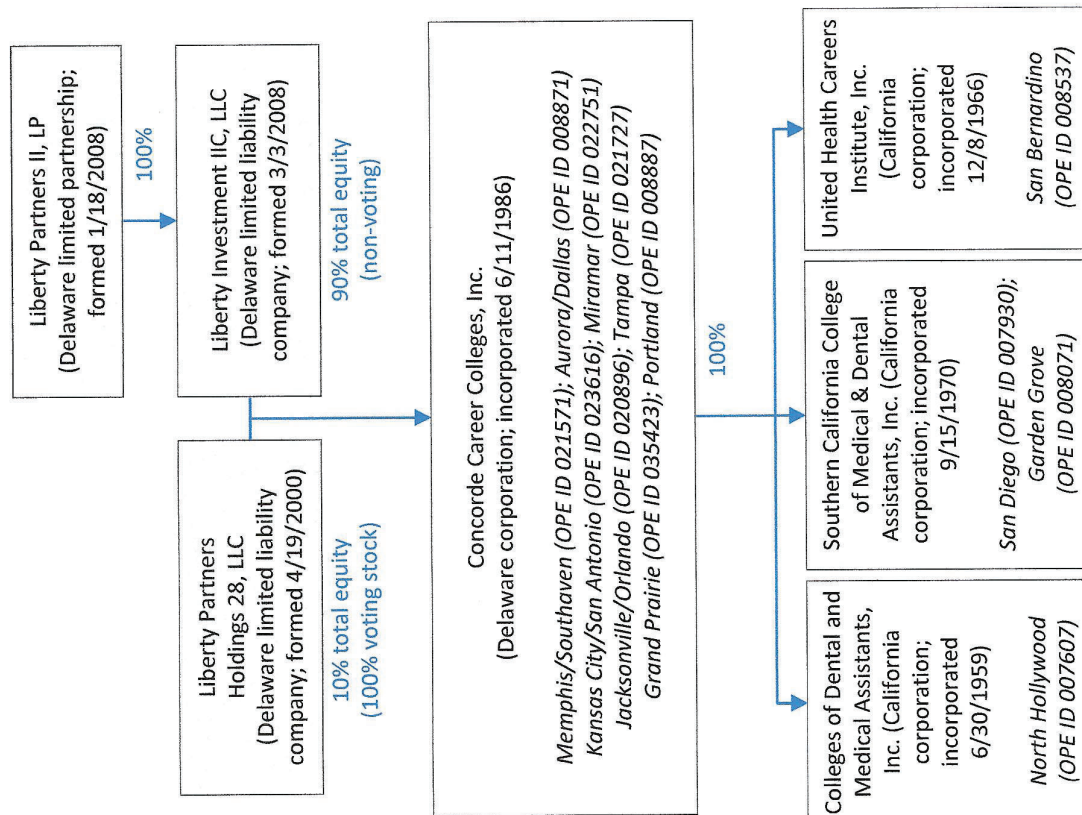 Liberty Partners II, LP
(Delaware limited partnership;
formed 1/18/2008)
100%
Liberty Partners
Holdings 28, LLC
(Delaware limited liability
company; formed 4/19/2000)
Liberty Investment IIC, LLC
(Delaware limited liability
company; formed 3/3/2008)
10% total equity
(100% voting stock)
90% total equity
(non-voting)
Concorde Career Colleges, Inc.
(Delaware corporation; incorporated 6/11/1986)
Memphis/Southaven (OPE ID 021571); Aurora/Dallas (OPE ID 008871)
Kansas City/San Antonio (OPE ID 023616); Miramar (OPE ID 022751)
Jacksonville/Orlando (OPE ID 020896); Tampa (OPE ID 021727)
Grand Prairie (OPE ID 035423); Portland (OPE ID 008887)
100%
Colleges of Dental and
Medical Assistants,
Inc. (California
corporation;
incorporated
6/30/1959)
North Hollywood
(OPE ID 007607)
Southern California College
of Medical & Dental
Assistants, Inc. (California
corporation; incorporated
9/15/1970)
San Diego (OPE ID 007930);
Garden Grove
(OPE ID 008071)
United Health Careers
Institute, Inc.
(California
corporation;
incorporated
12/8/1966)
San Bernardino
(OPE ID 008537)